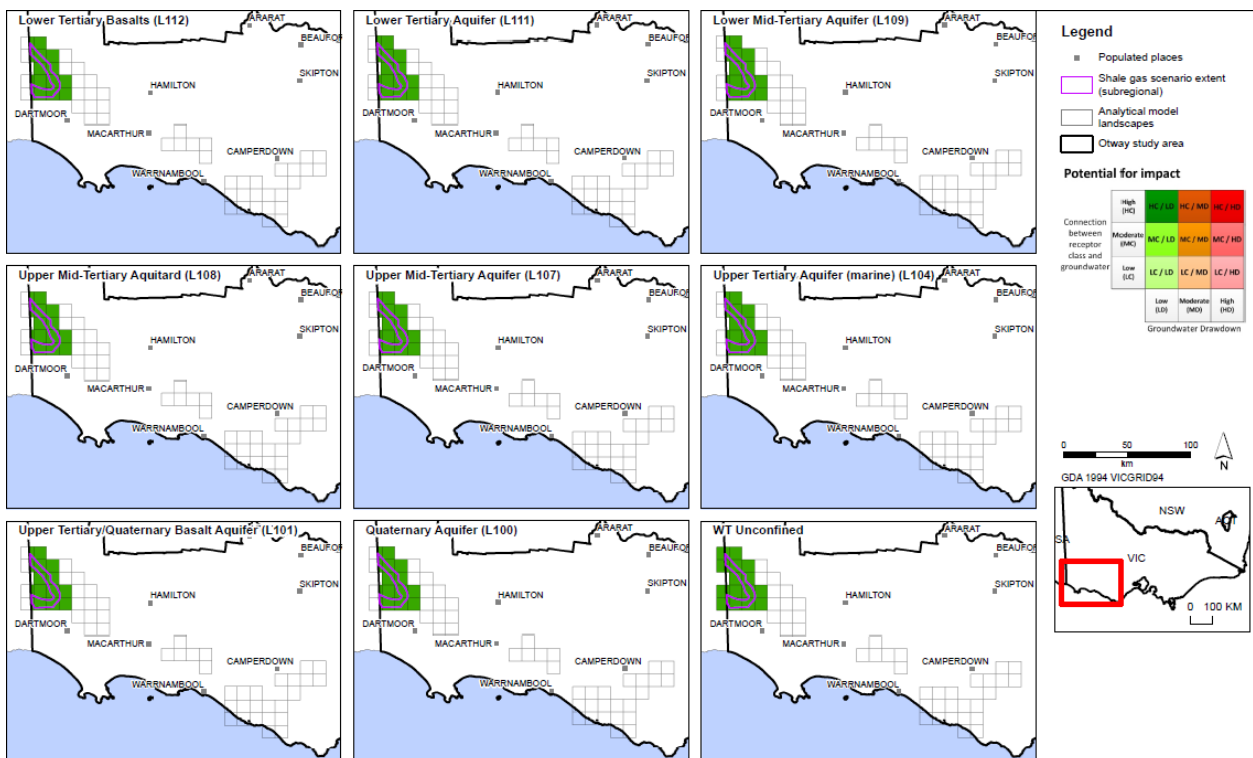 Lower Tertiary Basalts (L112)
ARARAT
BEAUFOR
SKIPTON
HAMILTON
DARTMOOR
MACARTHUR
CAMPERDOWN
WARRNAMBOOL
Lower Tertiary Aquifer (L111)
ARARAT
BEAUFOR
SKIPTON
HAMILTON
DARTMOOR
MACARTHUR
CAMPERDOWN
WARRNAMBOOL
Lower Mid-Tertiary Aquifer (L109)
ARARAT
BEAUFOR
SKIPTON
HAMILTON
DARTMOOR
MACARTHUR
CAMPERDOWN
WARRNAMBOOL
Upper Mid-Tertiary Aquitard (L108)
ARARAT
BEAUFOR
SKIPTON
HAMILTON
DARTMOOR
MACARTHUR
CAMPERDOWN
WARRNAMBOOL
Upper Mid-Tertiary Aquifer (L107)
ARARAT
BEAUFOR
SKIPTON
HAMILTON
DARTMOOR
MACARTHUR
CAMPERDOWN
WARRNAMBOOL
Upper Tertiary Aquifer (marine) (L104)
ARARAT
BEAUFOR
SKIPTON
HAMILTON
DARTMOOR
MACARTHUR
CAMPERDOWN
WARRNAMBOOL
Upper Tertiary/Quaternary Basalt Aquifer (L101)
ARARAT
BEAUFOR
SKIPTON
HAMILTON
DARTMOOR
MACARTHUR
CAMPERDOWN
WARRNAMBOOL
Quaternary Aquifer (L100)
ARARAT
BEAUFOR
SKIPTON
HAMILTON
DARTMOOR
MACARTHUR
CAMPERDOWN
WARRNAMBOOL
WT Unconfined
ARARAT
BEAUFOR
SKIPTON
HAMILTON
DARTMOOR
MACARTHUR
CAMPERDOWN
WARRNAMBOOL
Legend
Populated places
Shale gas scenario extent
(subregional)
Analytical model
landscapes
Otway study area
Potential for impact
Connection
between
receptor
class and
groundwater
High
(HC)
HC / LD
HC / MD
HC / HD
Moderate
(MC)
MC / LD
MC / MD
MC / HD
Low
(LC)
LC / LD
LC / MD
LC / HD
Low
(LD)
Moderate
(MD)
High
(HD)
Groundwater Drawdown
0 50 100
km
N
GDA 1994 VICGRID94
NSW
ACT
SA
VIC
0 100 KM